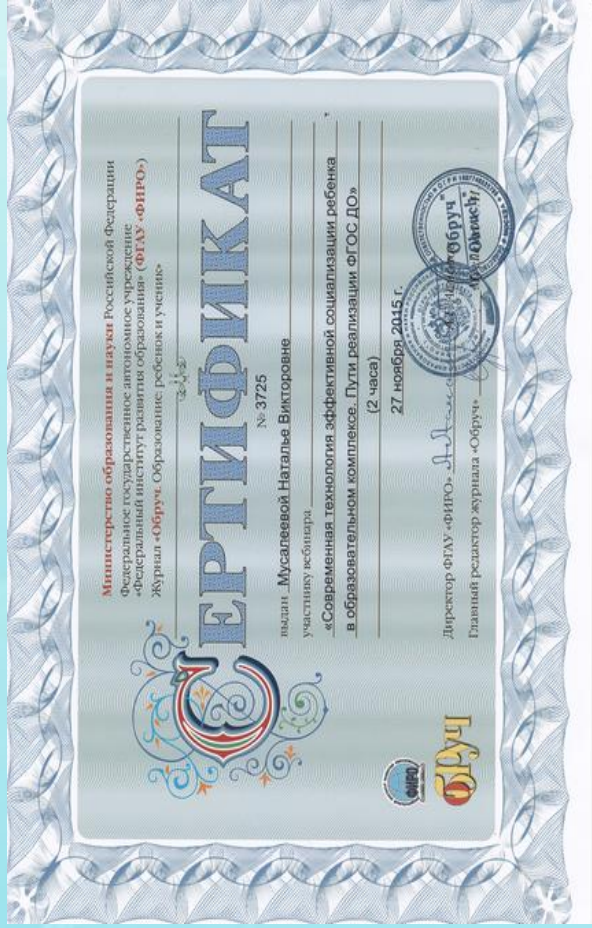 Министерство образования и науки Российской Федерации
Федеральное государственное автономное учреждение
«Федеральный институт развития образования» (ФГАУ «ФИРО»)
Журнал «Обруч. Образование: ребенок и ученик»
СЕРТИФИКАТ
№ 3725
выдан Мусалеевой Наталье Викторовне
участнику вебинара
«Современная технология эффективной социализации ребенка
в образовательном комплексе. Пути реализации ФГОС ДО»
(2 часа)
27 ноября 2015 г.
Директор ФГАУ «ФИРО»
Главный редактор журнала «Обруч»
ФИРО
обруч
"Обруч"